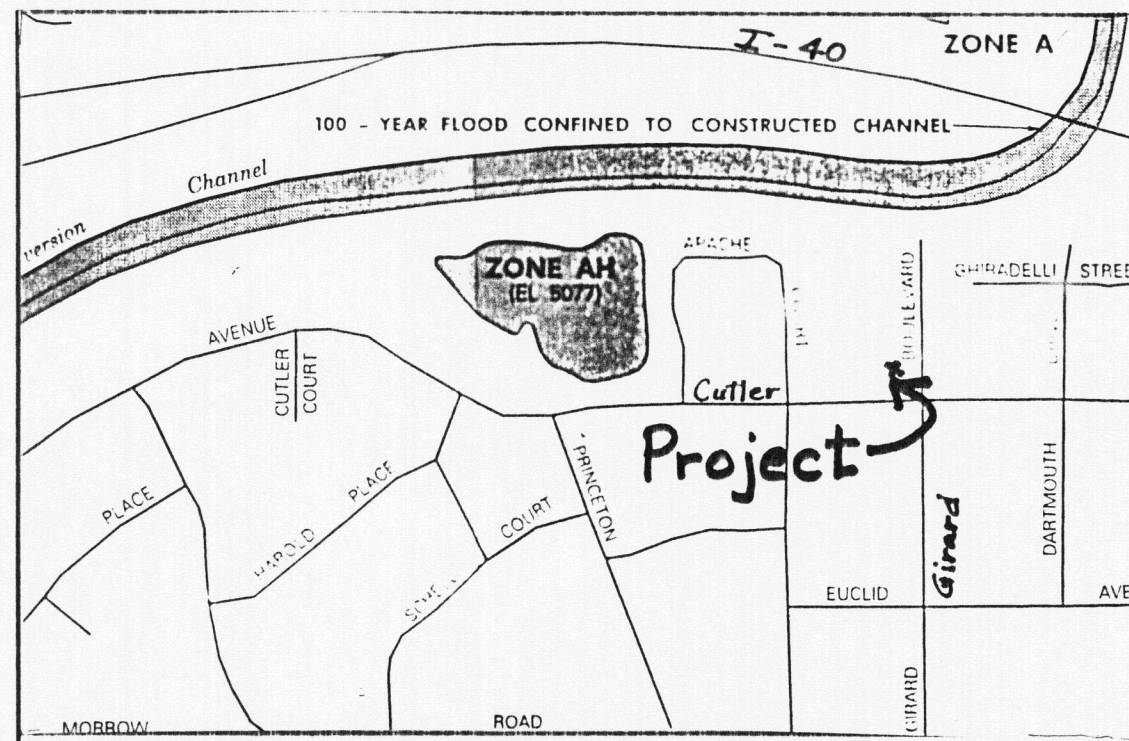 I-40
ZONE A
100 - YEAR FLOOD CONFINED TO CONSTRUCTED CHANNEL
Channel
version
ZONE AH
(EL 5077)
APACHE
BOULEVARD
GHIRADELLI STREE
AVENUE
CUTLER
COURT
Cutler
Project
PLACE
HAROLD PLACE
COURT
PRINCETON
Girard
DARTMOUTH
EUCLID
AVE
GIRARD
MORROW
ROAD